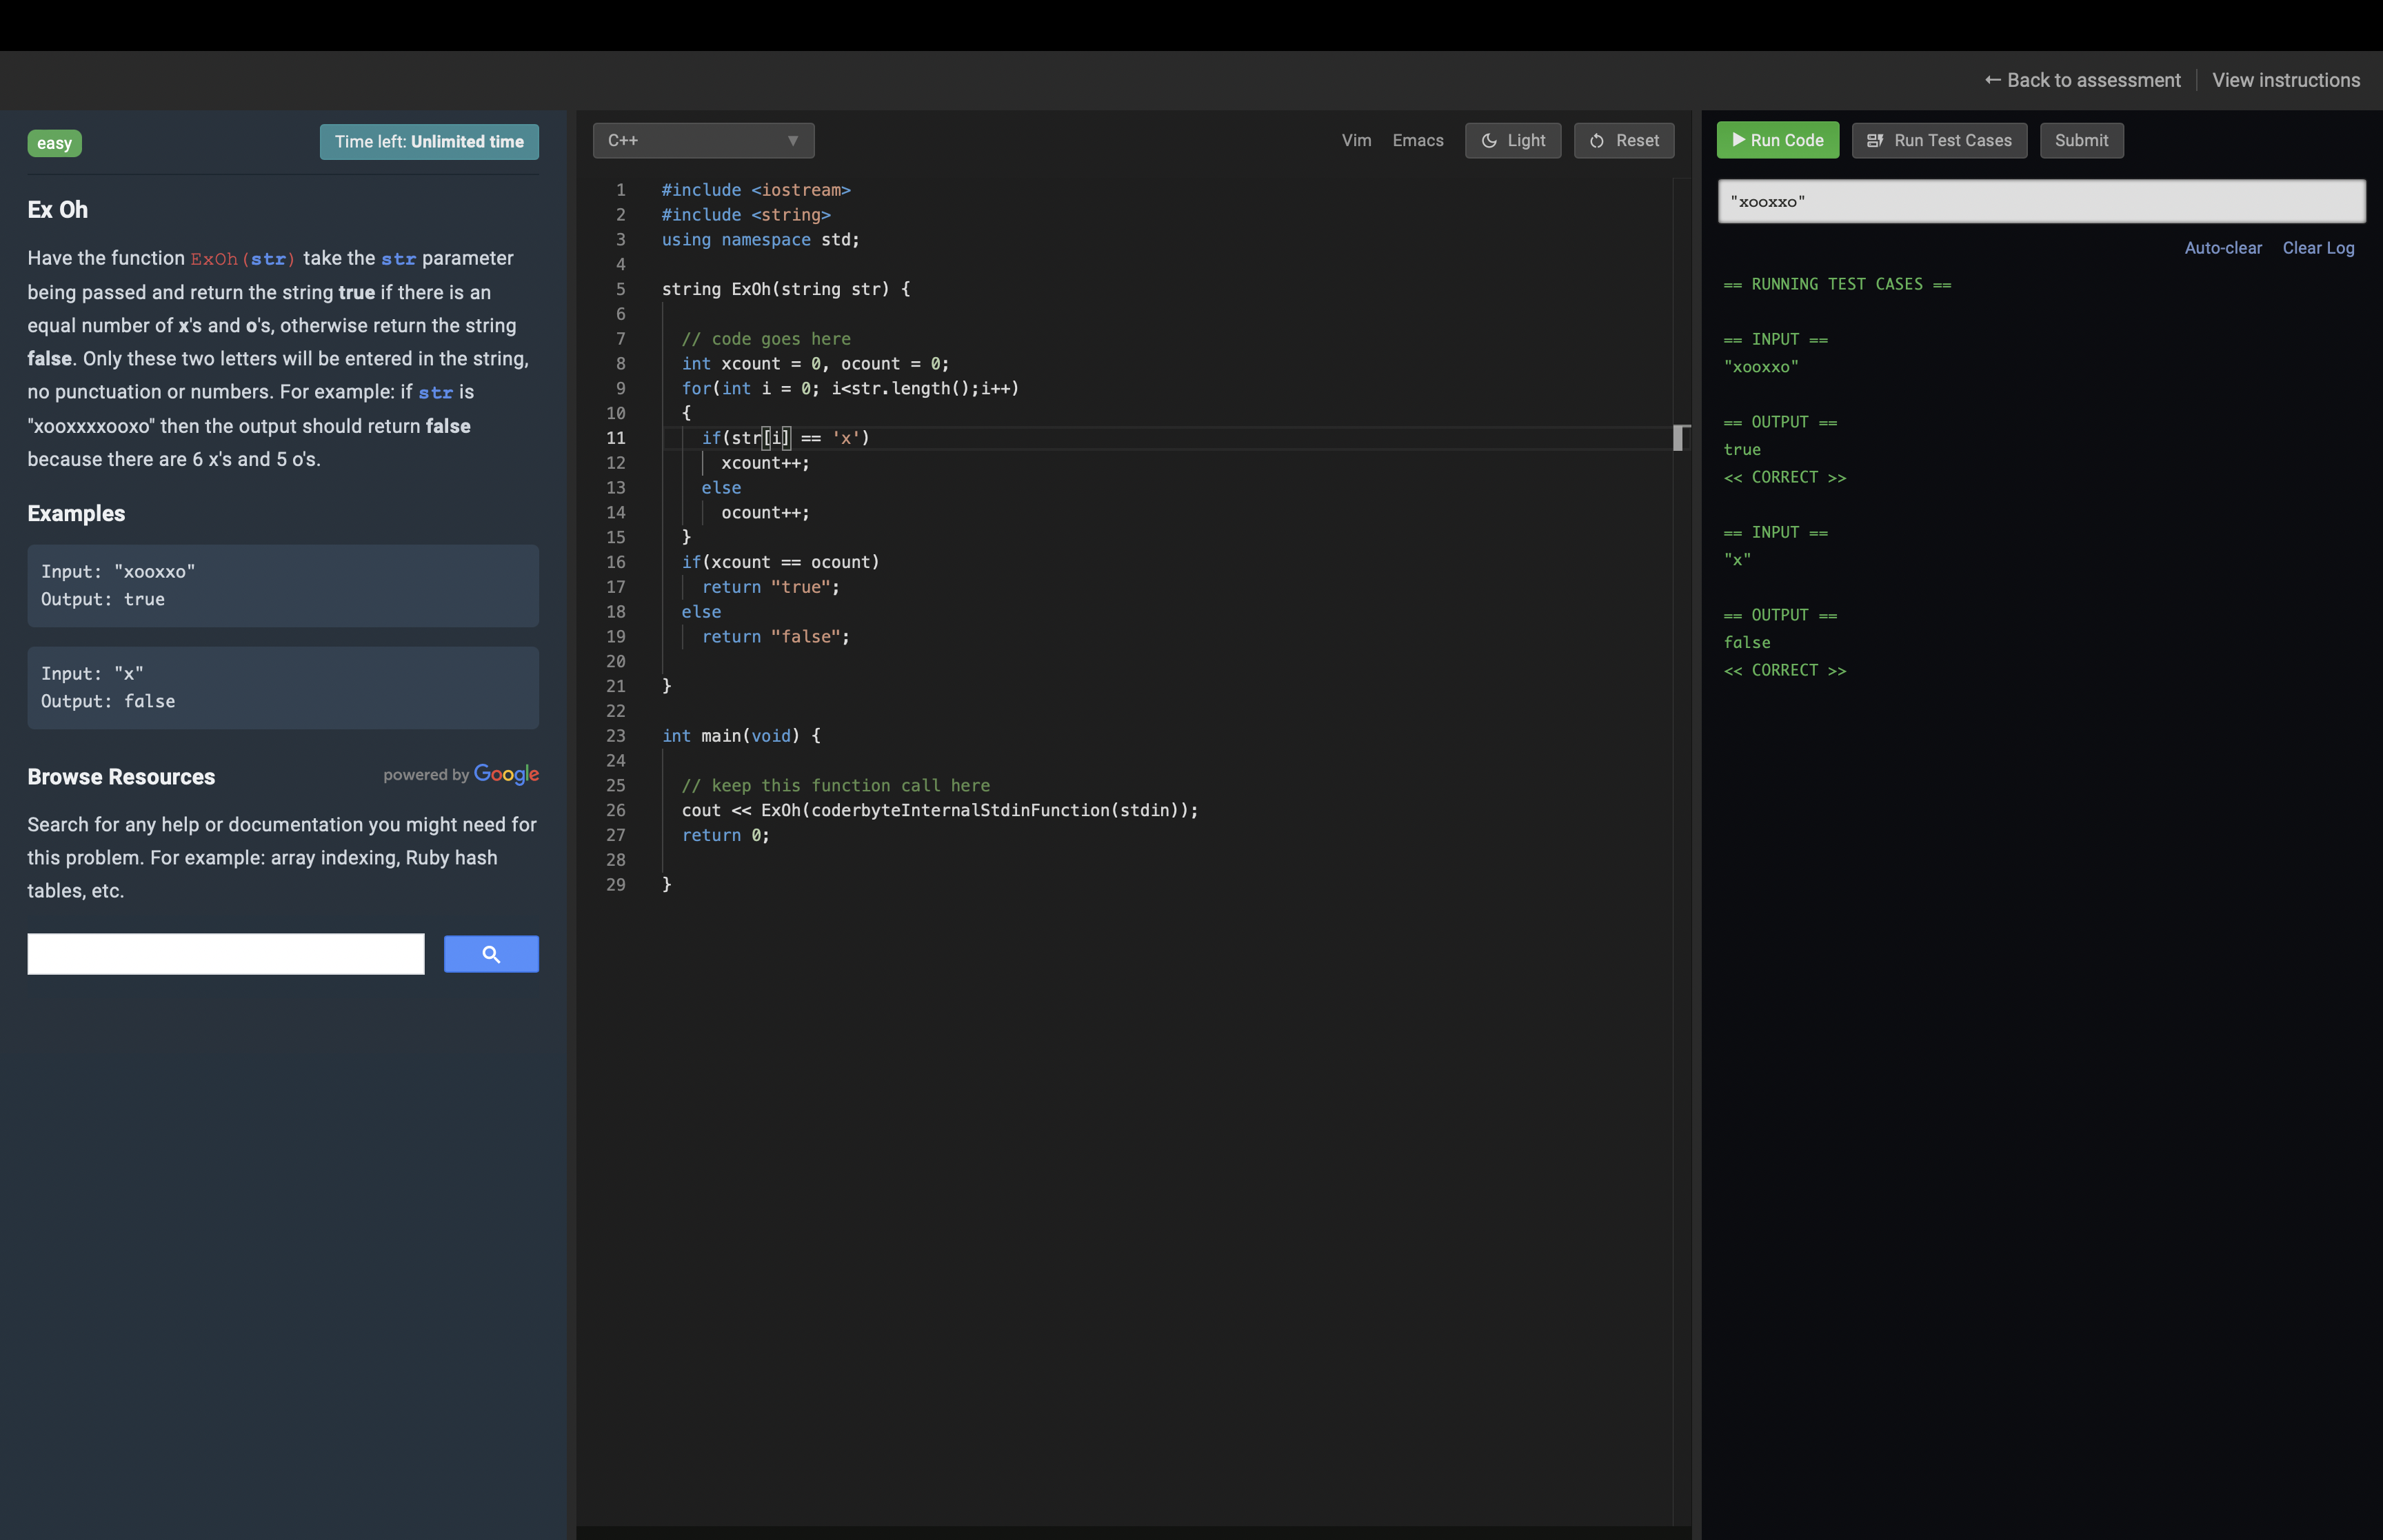 ← Back to assessment
View instructions
easy
Time left: Unlimited time
Ex Oh
Have the function ExOh(str) take the str parameter
being passed and return the string true if there is an
equal number of x's and o's, otherwise return the string
false. Only these two letters will be entered in the string,
no punctuation or numbers. For example: if str is
"xooxxxxooxo" then the output should return false
because there are 6 x's and 5 o's.
Examples
Input: "xooxxo"
Output: true
Input: "x"
Output: false
Browse Resources
powered by Google
Search for any help or documentation you might need for
this problem. For example: array indexing, Ruby hash
tables, etc.
C++
Vim
Emacs
Light
Reset
1 #include <iostream>
2 #include <string>
3 using namespace std;
4
5 string ExOh(string str) {
6
7 // code goes here
8 int xcount = 0, ocount = 0;
9 for(int i = 0; i<str.length();i++)
10 {
11 if(str[i] == 'x')
12 xcount++;
13 else
14 ocount++;
15 }
16 if(xcount == ocount)
17 return "true";
18 else
19 return "false";
20
21 }
22
23 int main(void) {
24
25 // keep this function call here
26 cout << ExOh(coderbyteInternalStdinFunction(stdin));
27 return 0;
28
29 }
Run Code
Run Test Cases
Submit
"xooxxo"
Auto-clear
Clear Log
== RUNNING TEST CASES ==
== INPUT ==
"xooxxo"
== OUTPUT ==
true
<< CORRECT >>
== INPUT ==
"x"
== OUTPUT ==
false
<< CORRECT >>